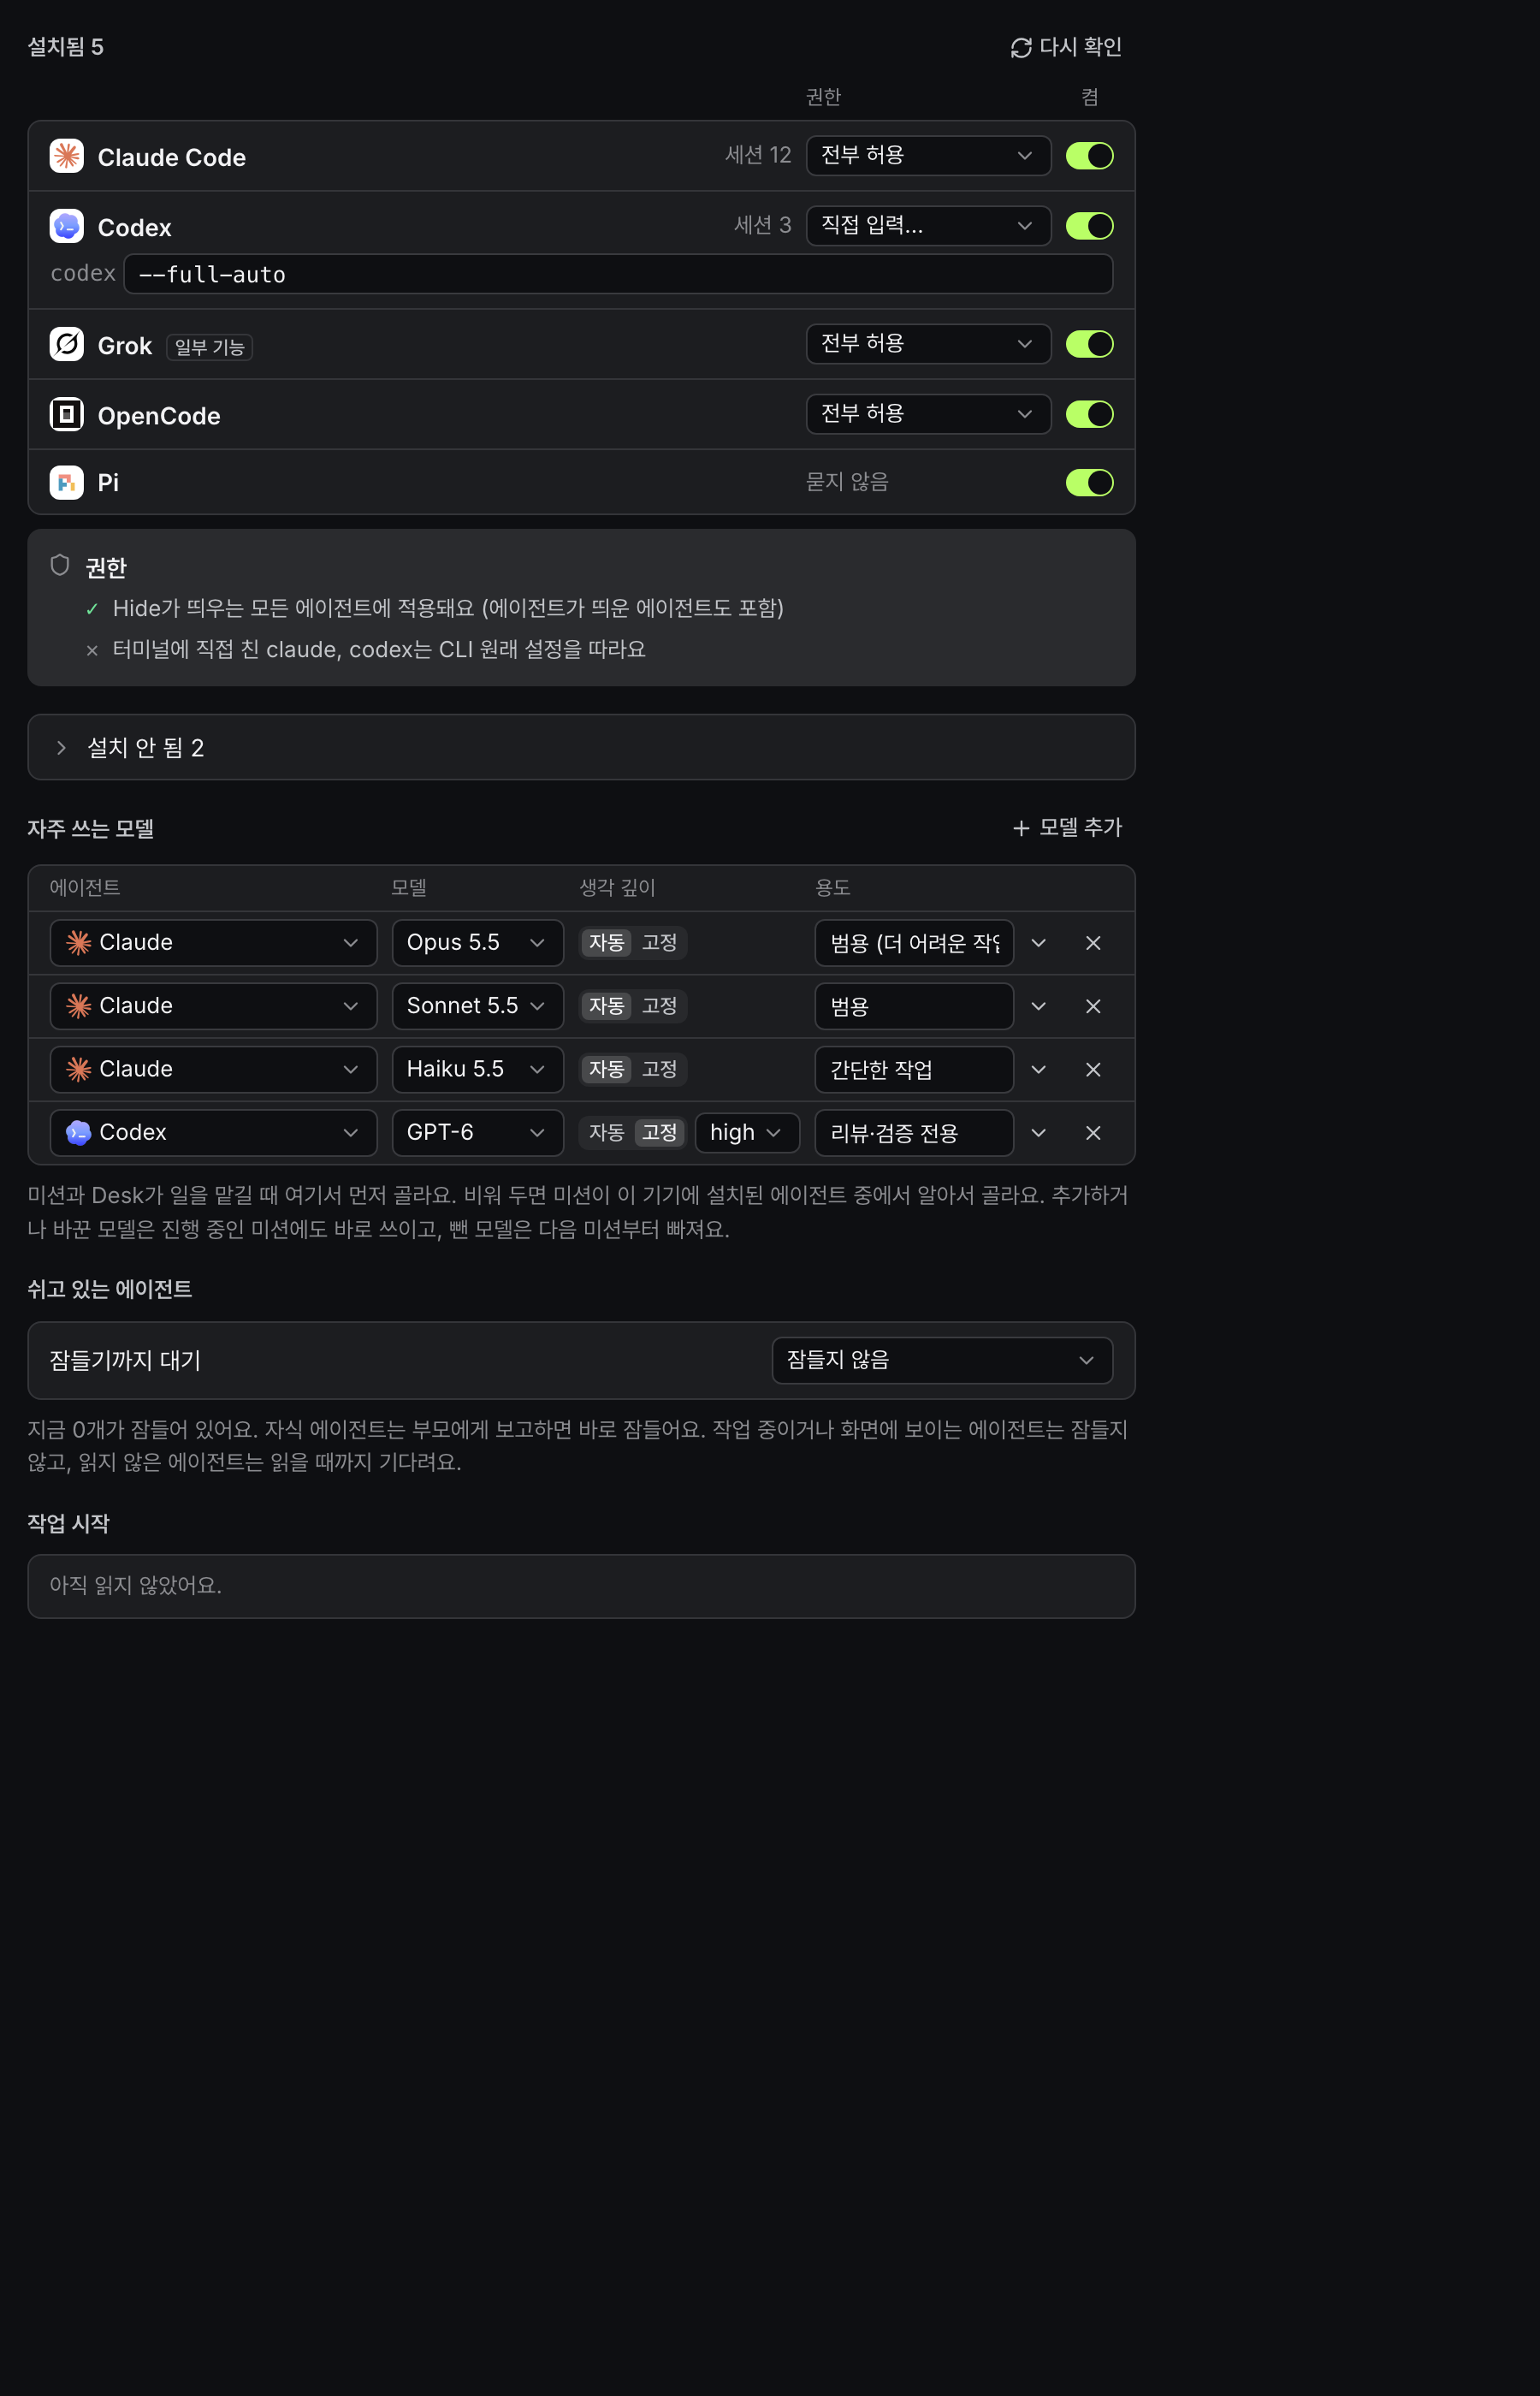 설치됨 5
다시 확인
권한
켬
Claude Code
세션 12
전부 허용
Codex
세션 3
직접 입력...
codex
--full-auto
Grok
일부 기능
전부 허용
OpenCode
전부 허용
Pi
묻지 않음
권한
✓ Hide가 띄우는 모든 에이전트에 적용돼요 (에이전트가 띄운 에이전트도 포함)
× 터미널에 직접 친 claude, codex는 CLI 원래 설정을 따라요
설치 안 됨 2
자주 쓰는 모델
모델 추가
에이전트
모델
생각 깊이
용도
Claude
Opus 5.5
자동
고정
범용 (더 어려운
Claude
Sonnet 5.5
자동
고정
범용
Claude
Haiku 5.5
자동
고정
간단한 작업
Codex
GPT-6
자동
고정
high
리뷰·검증 전용
미션과 Desk가 일을 맡길 때 여기서 먼저 골라요. 비워 두면 미션이 이 기기에 설치된 에이전트 중에서 알아서 골라요. 추가하거
나 바꾼 모델은 진행 중인 미션에도 바로 쓰이고, 뺀 모델은 다음 미션부터 빠져요.
쉬고 있는 에이전트
잠들기까지 대기
잠들지 않음
지금 0개가 잠들어 있어요. 자식 에이전트는 부모에게 보고하면 바로 잠들어요. 작업 중이거나 화면에 보이는 에이전트는 잠들지
않고, 읽지 않은 에이전트는 읽을 때까지 기다려요.
작업 시작
아직 읽지 않았어요.